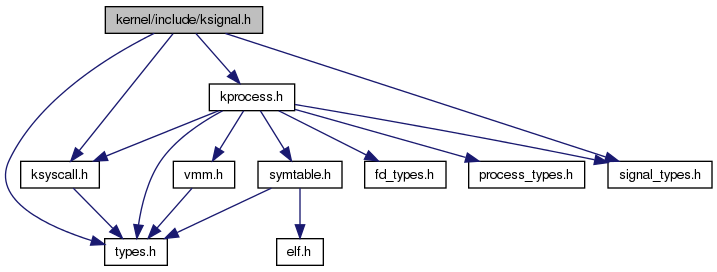 kernel/include/ksignal.h
kprocess.h
ksyscall.h
vmm.h
symtable.h
fd_types.h
process_types.h
signal_types.h
types.h
elf.h